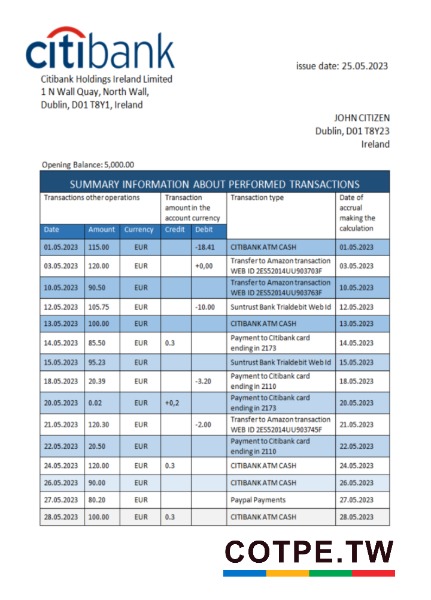 citibank
issue date: 25.05.2023
Citibank Holdings Ireland Limited
1 N Wall Quay, North Wall,
Dublin, D01 T8Y1, Ireland
JOHN CITIZEN
Dublin, D01 T8Y23
Ireland
Opening Balance: 5,000.00
SUMMARY INFORMATION ABOUT PERFORMED TRANSACTIONS
Transactions other operations Transaction amount in the account currency Transaction type Date of accrual making the calculation
Date Amount Currency Credit Debit
01.05.2023 115.00 EUR -18.41 CITIBANK ATM CASH 01.05.2023
03.05.2023 120.00 EUR +0,00 Transfer to Amazon transaction WEB ID 2ES52014UU903703F 03.05.2023
10.05.2023 90.50 EUR Transfer to Amazon transaction WEB ID 2ES52014UU903763F 10.05.2023
12.05.2023 105.75 EUR -10.00 Suntrust Bank Trialdebit Web Id 12.05.2023
13.05.2023 100.00 EUR CITIBANK ATM CASH 13.05.2023
14.05.2023 85.50 EUR 0.3 Payment to Citibank card ending in 2173 14.05.2023
15.05.2023 95.23 EUR Suntrust Bank Trialdebit Web Id 15.05.2023
18.05.2023 20.39 EUR -3.20 Payment to Citibank card ending in 2110 18.05.2023
20.05.2023 0.02 EUR +0,2 Payment to Citibank card ending in 2173 20.05.2023
21.05.2023 120.30 EUR -2.00 Transfer to Amazon transaction WEB ID 2ES52014UU903745F 21.05.2023
22.05.2023 20.50 EUR Payment to Citibank card ending in 2110 22.05.2023
24.05.2023 120.00 EUR 0.3 CITIBANK ATM CASH 24.05.2023
26.05.2023 90.00 EUR CITIBANK ATM CASH 26.05.2023
27.05.2023 80.20 EUR Paypal Payments 27.05.2023
28.05.2023 100.00 EUR 0.3 CITIBANK ATM CASH 28.05.2023
COTPE.TW